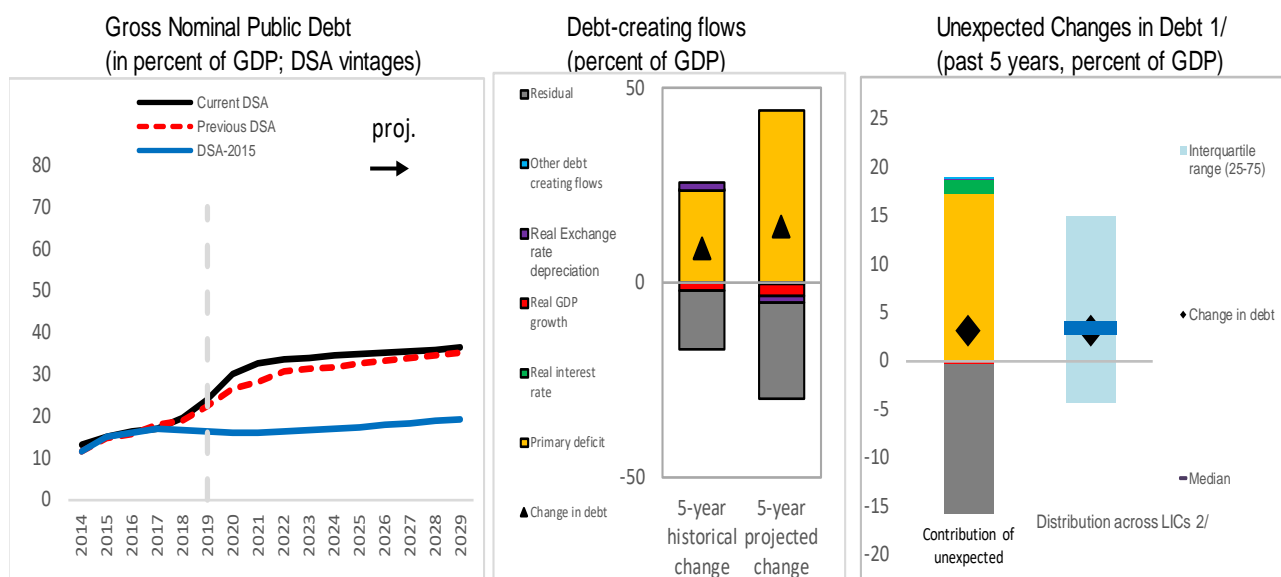 Gross Nominal Public Debt
(in percent of GDP; DSA vintages)
Current DSA
Previous DSA
DSA-2015
proj.
80
70
60
50
40
30
20
10
0
2014
2015
2016
2017
2018
2019
2020
2021
2022
2023
2024
2025
2026
2027
2028
2029
Debt-creating flows
(percent of GDP)
Residual
Other debt
creating flows
Real Exchange
rate
depreciation
Real GDP
growth
Real interest
rate
Primary deficit
Change in debt
50
0
-50
5-year
historical
change
5-year
projected
change
Unexpected Changes in Debt 1/
(past 5 years, percent of GDP)
25
20
15
10
5
0
-5
-10
-15
-20
Interquartile
range (25-75)
Change in debt
Median
Contribution of
unexpected
Distribution across LICs 2/